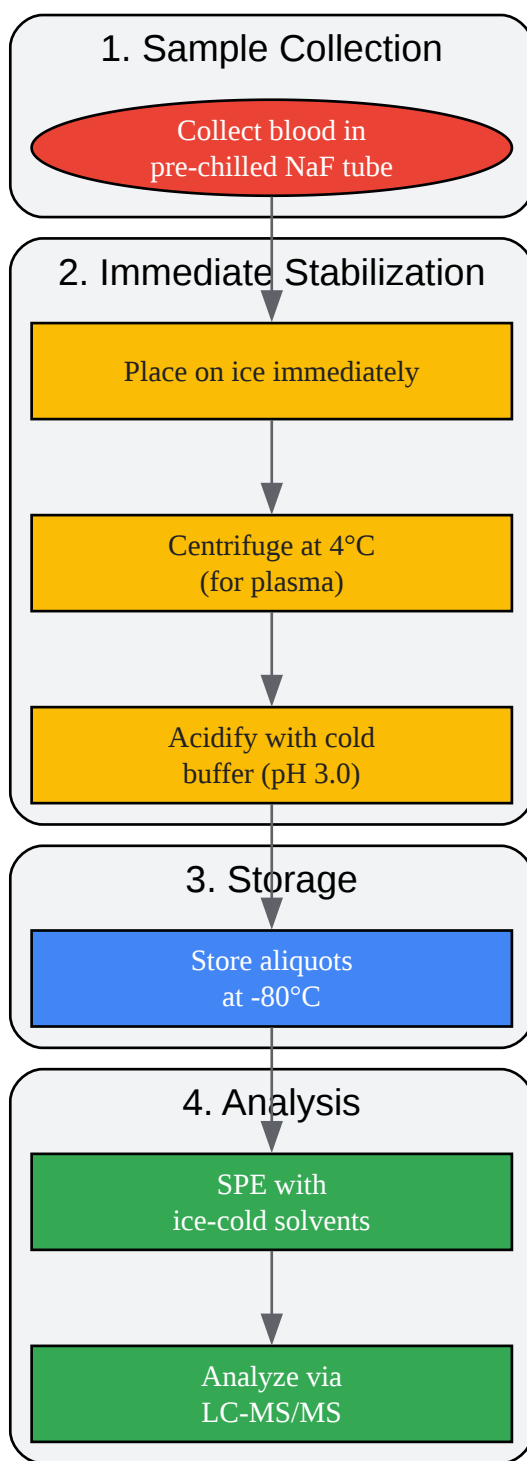 1. Sample Collection
Collect blood in
pre-chilled NaF tube
2. Immediate Stabilization
Place on ice immediately
Centrifuge at 4°C
(for plasma)
Acidify with cold
buffer (pH 3.0)
3. Storage
Store aliquots
at -80°C
4. Analysis
SPE with
ice-cold solvents
Analyze via
LC-MS/MS